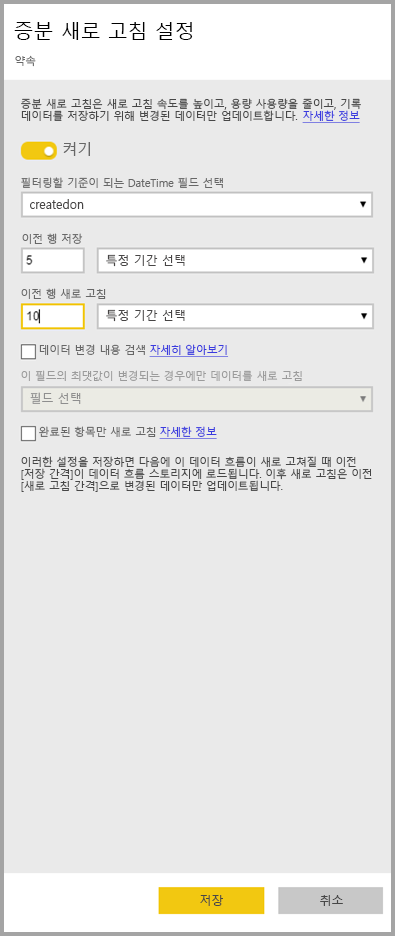 증분 새로 고침 설정
약속
증분 새로 고침은 새로 고침 속도를 높이고, 용량 사용량을 줄이고, 기록
데이터를 저장하기 위해 변경된 데이터만 업데이트합니다. 자세한 정보
켜기
필터링할 기준이 되는 DateTime 필드 선택
createdon
이전 행 저장
5 특정 기간 선택
이전 행 새로 고침
10 특정 기간 선택
데이터 변경 내용 검색 자세히 알아보기
이 필드의 최댓값이 변경되는 경우에만 데이터를 새로 고침
필드 선택
완료된 항목만 새로 고침 자세한 정보
이러한 설정을 저장하면 다음에 이 데이터 흐름이 새로 고쳐질 때 이전
[저장 간격]이 데이터 흐름 스토리지에 로드됩니다. 이후 새로 고침은 이전
[새로 고침 간격]으로 변경된 데이터만 업데이트됩니다.
저장 취소